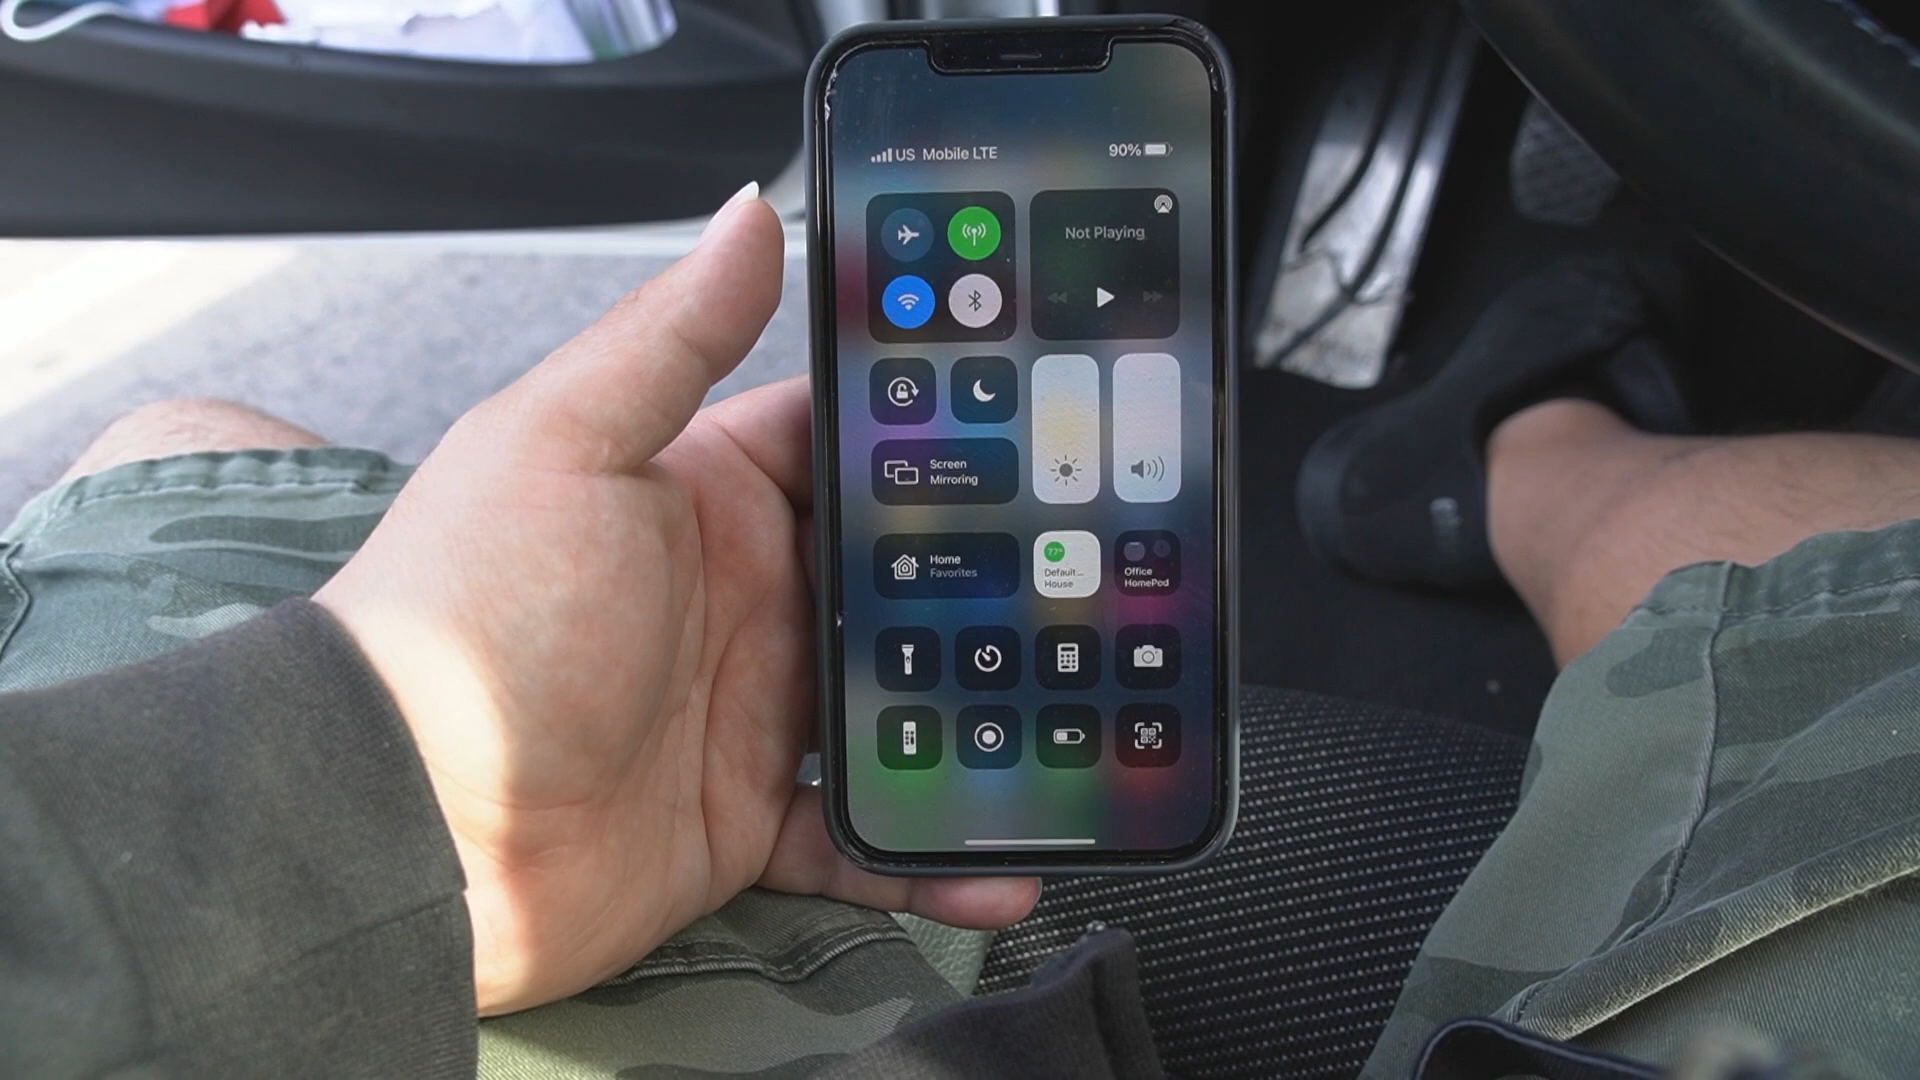 US Mobile LTE
90%
Not Playing
Screen
Mirroring
Home
Favorites
77°
Default...
House
Office
HomePod